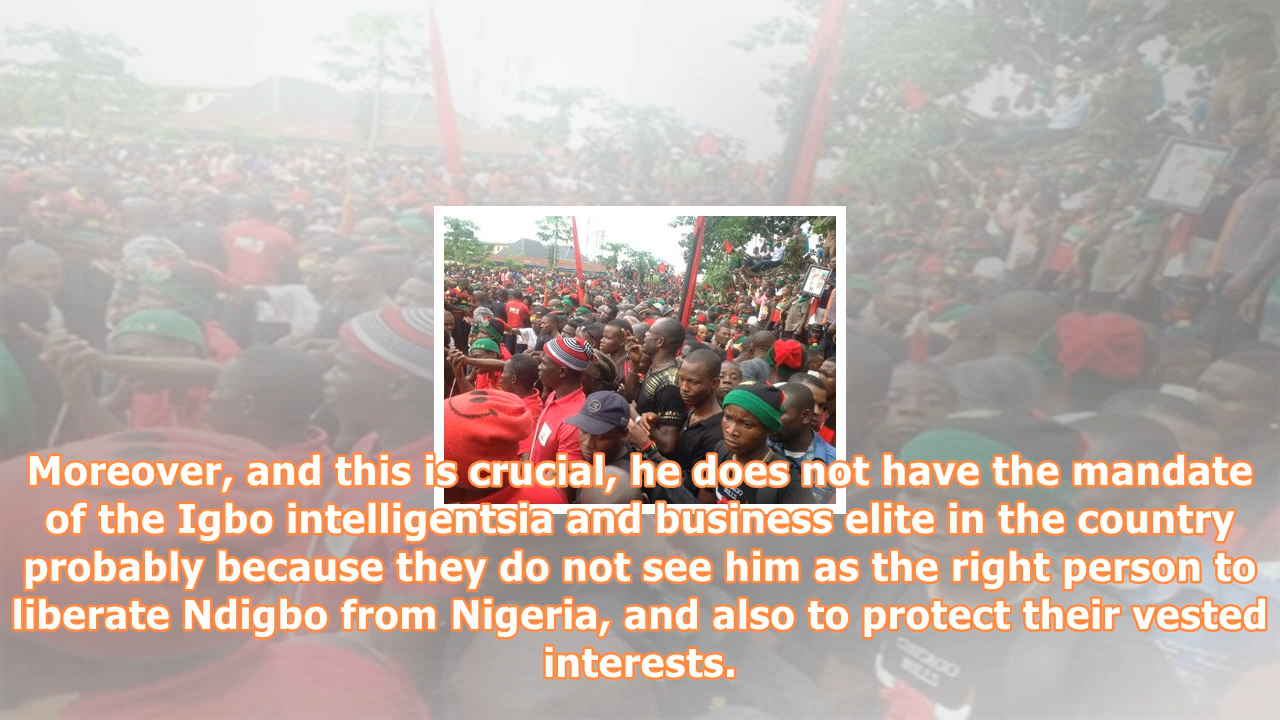 Moreover, and this is crucial, he does not have the mandate
of the Igbo intelligentsia and business elite in the country
probably because they do not see him as the right person to
liberate Ndigbo from Nigeria, and also to protect their vested
interests.